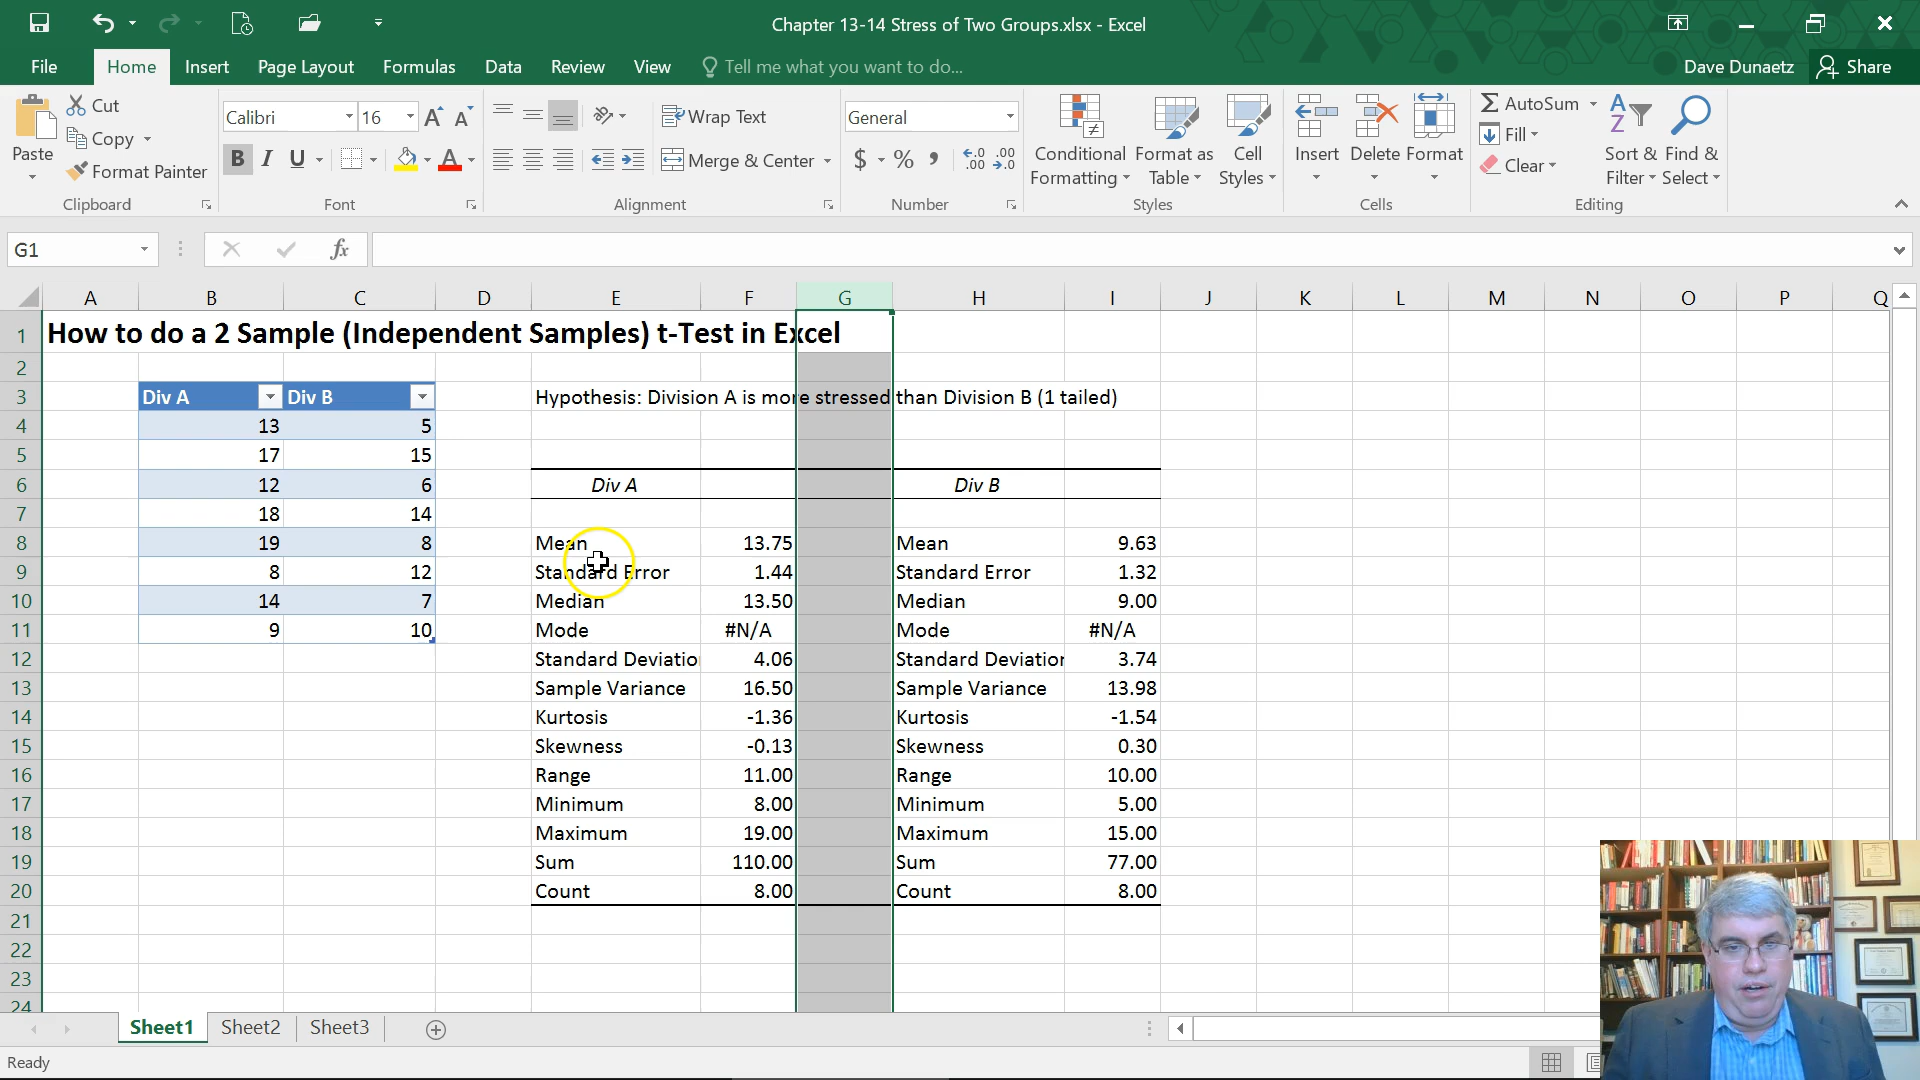 Chapter 13-14 Stress of Two Groups.xlsx - Excel
File Home Insert Page Layout Formulas Data Review View Tell me what you want to do... Dave Dunaetz Share
Paste Cut Copy Format Painter Clipboard
Calibri 16 A A B I U A Font
Wrap Text Merge & Center Alignment
General $ % , .0 .00 .00 .0 Number
Conditional Formatting Format as Table Cell Styles Styles
Insert Delete Format Cells
AutoSum Fill Clear Sort & Filter Find & Select Editing
G1 fx
A B C D E F G H I J K L M N O P Q
1 How to do a 2 Sample (Independent Samples) t-Test in Excel
2
3 Div A Div B Hypothesis: Division A is more stressed than Division B (1 tailed)
4 13 5
5 17 15
6 12 6 Div A Div B
7 18 14
8 19 8 Mean 13.75 Mean 9.63
9 8 12 Standard Error 1.44 Standard Error 1.32
10 14 7 Median 13.50 Median 9.00
11 9 10 Mode #N/A Mode #N/A
12 Standard Deviatio 4.06 Standard Deviation 3.74
13 Sample Variance 16.50 Sample Variance 13.98
14 Kurtosis -1.36 Kurtosis -1.54
15 Skewness -0.13 Skewness 0.30
16 Range 11.00 Range 10.00
17 Minimum 8.00 Minimum 5.00
18 Maximum 19.00 Maximum 15.00
19 Sum 110.00 Sum 77.00
20 Count 8.00 Count 8.00
21
22
23
24
Sheet1 Sheet2 Sheet3
Ready